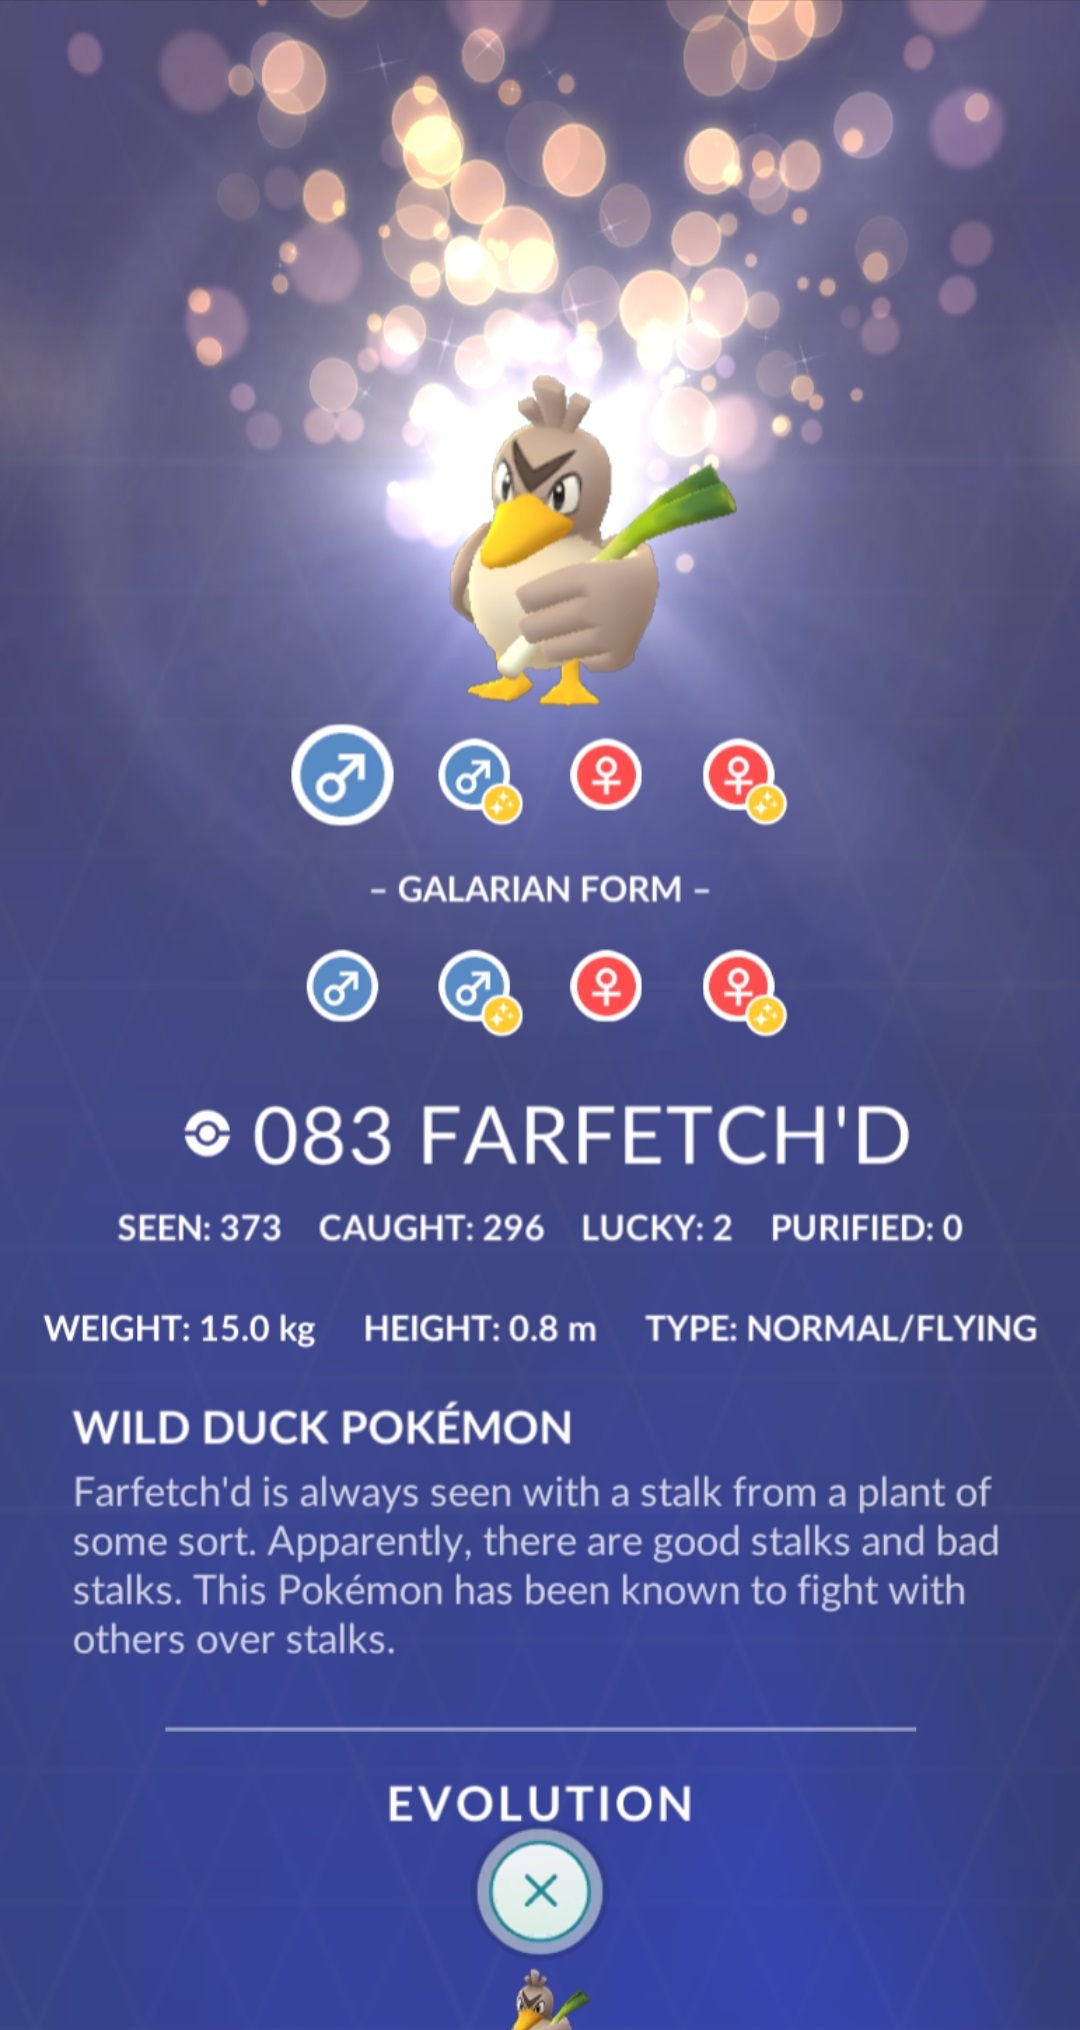 – GALARIAN FORM –
083 FARFETCH'D
SEEN: 373 CAUGHT: 296 LUCKY: 2 PURIFIED: 0
WEIGHT: 15.0 kg HEIGHT: 0.8 m TYPE: NORMAL/FLYING
WILD DUCK POKÉMON
Farfetch'd is always seen with a stalk from a plant of
some sort. Apparently, there are good stalks and bad
stalks. This Pokémon has been known to fight with
others over stalks.
EVOLUTION